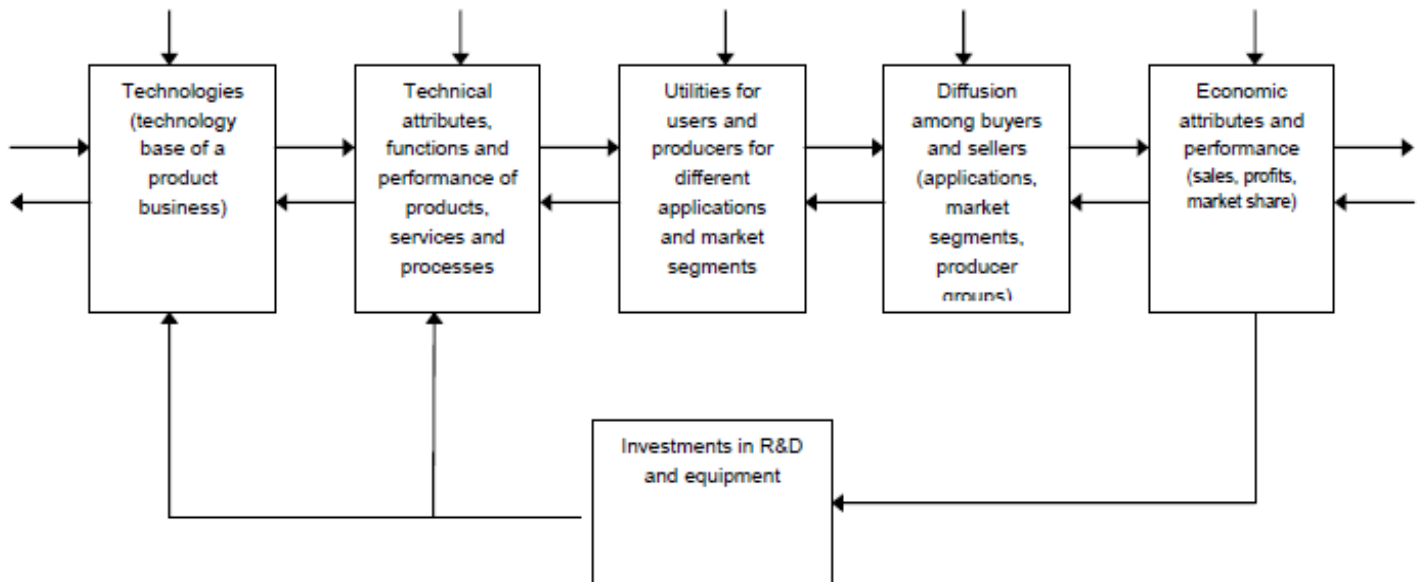 Technologies
(technology
base of a
product
business)
Technical
attributes,
functions and
performance of
products,
services and
processes
Utilities for
users and
producers for
different
applications
and market
segments
Diffusion
among buyers
and sellers
(applications,
market
segments,
producer
groups)
Economic
attributes and
performance
(sales, profits,
market share)
Investments in R&D
and equipment